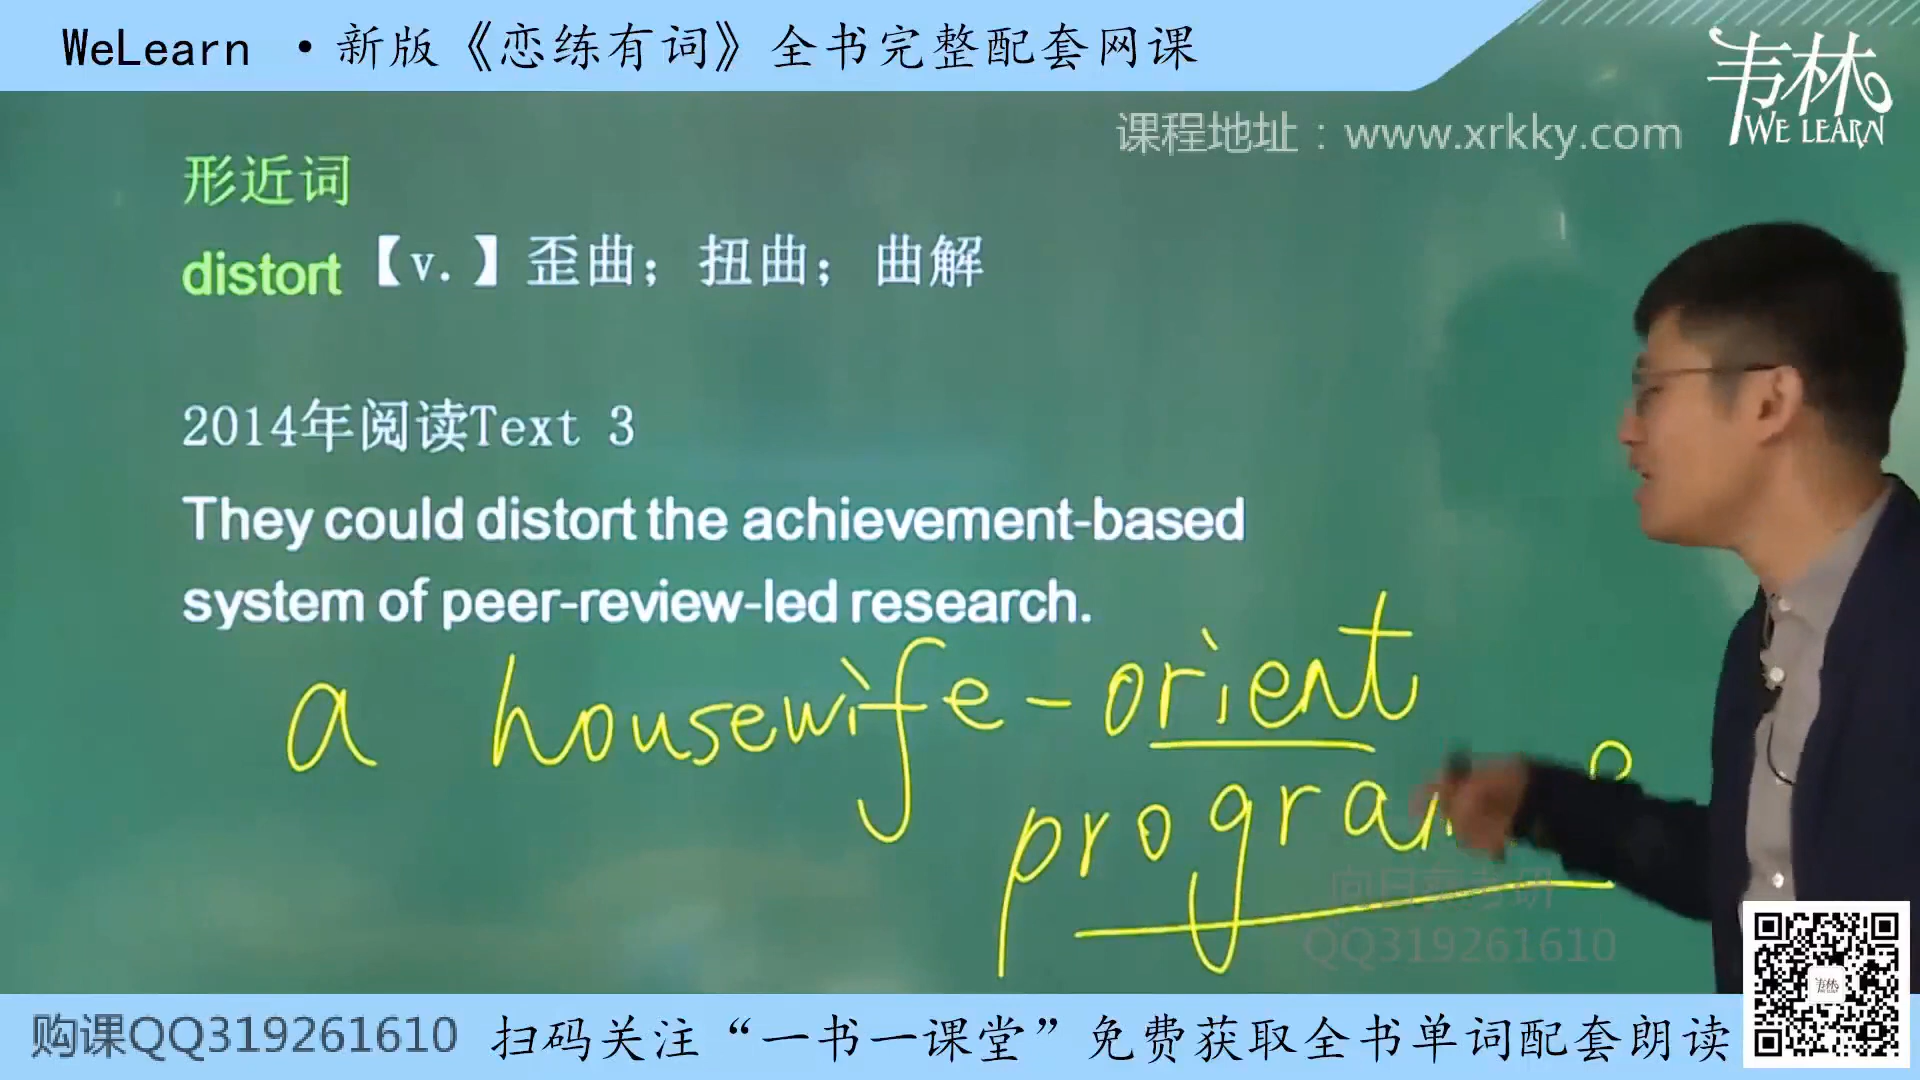 WeLearn ·新版《恋练有词》全书完整配套网课
韦林
WE LEARN
课程地址：www.xrkky.com
形近词
distort【v.】歪曲；扭曲；曲解
2014年阅读Text 3
They could distort the achievement-based
system of peer-review-led research.
a housewife-orient
向日葵考研
QQ319261610
购课QQ319261610
扫码关注“一书一课堂”免费获取全书单词配套朗读